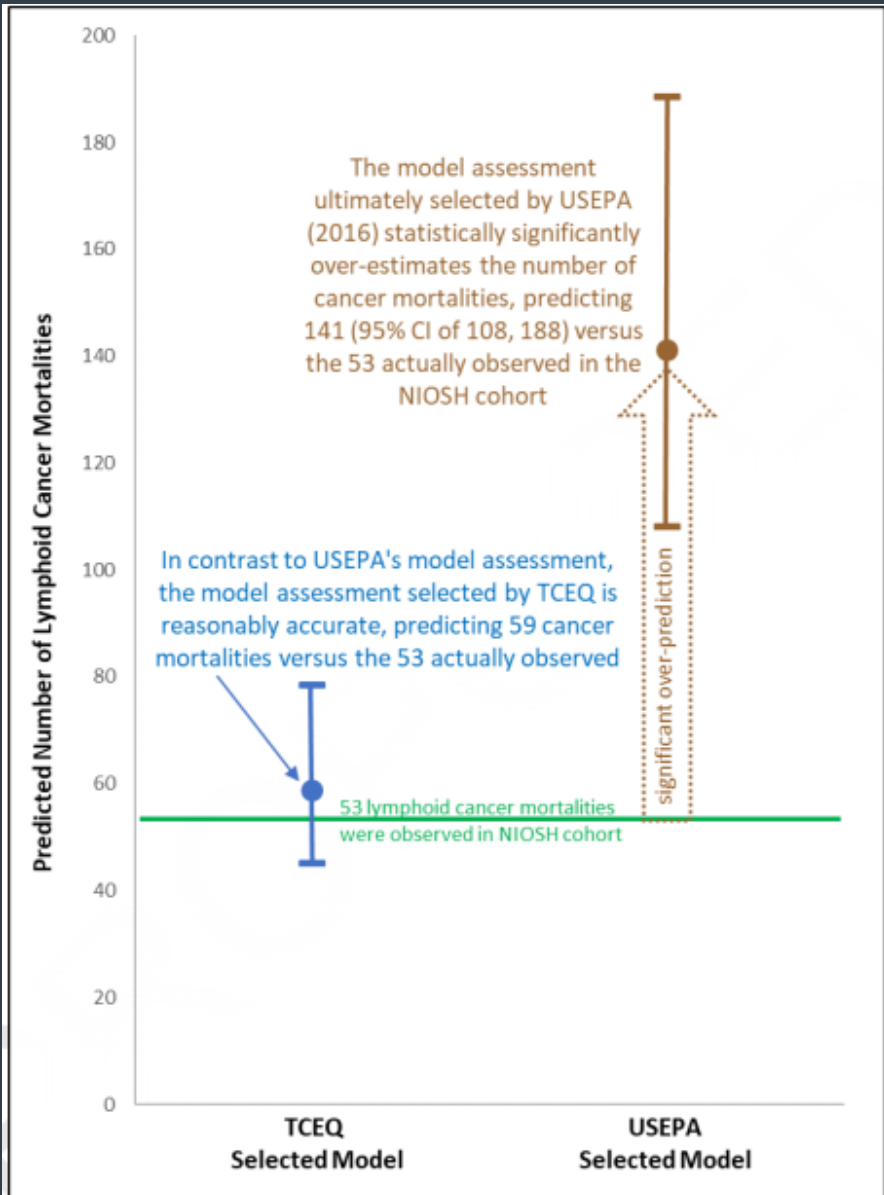 200
180
160
140
120
100
80
60
40
20
0
Predicted Number of Lymphoid Cancer Mortalities
The model assessment
ultimately selected by USEPA
(2016) statistically significantly
over-estimates the number of
cancer mortalities, predicting
141 (95% CI of 108, 188) versus
the 53 actually observed in the
NIOSH cohort
In contrast to USEPA's model assessment,
the model assessment selected by TCEQ is
reasonably accurate, predicting 59 cancer
mortalities versus the 53 actually observed
significant over-prediction
53 lymphoid cancer mortalities
were observed in NIOSH cohort
TCEQ
Selected Model
USEPA
Selected Model